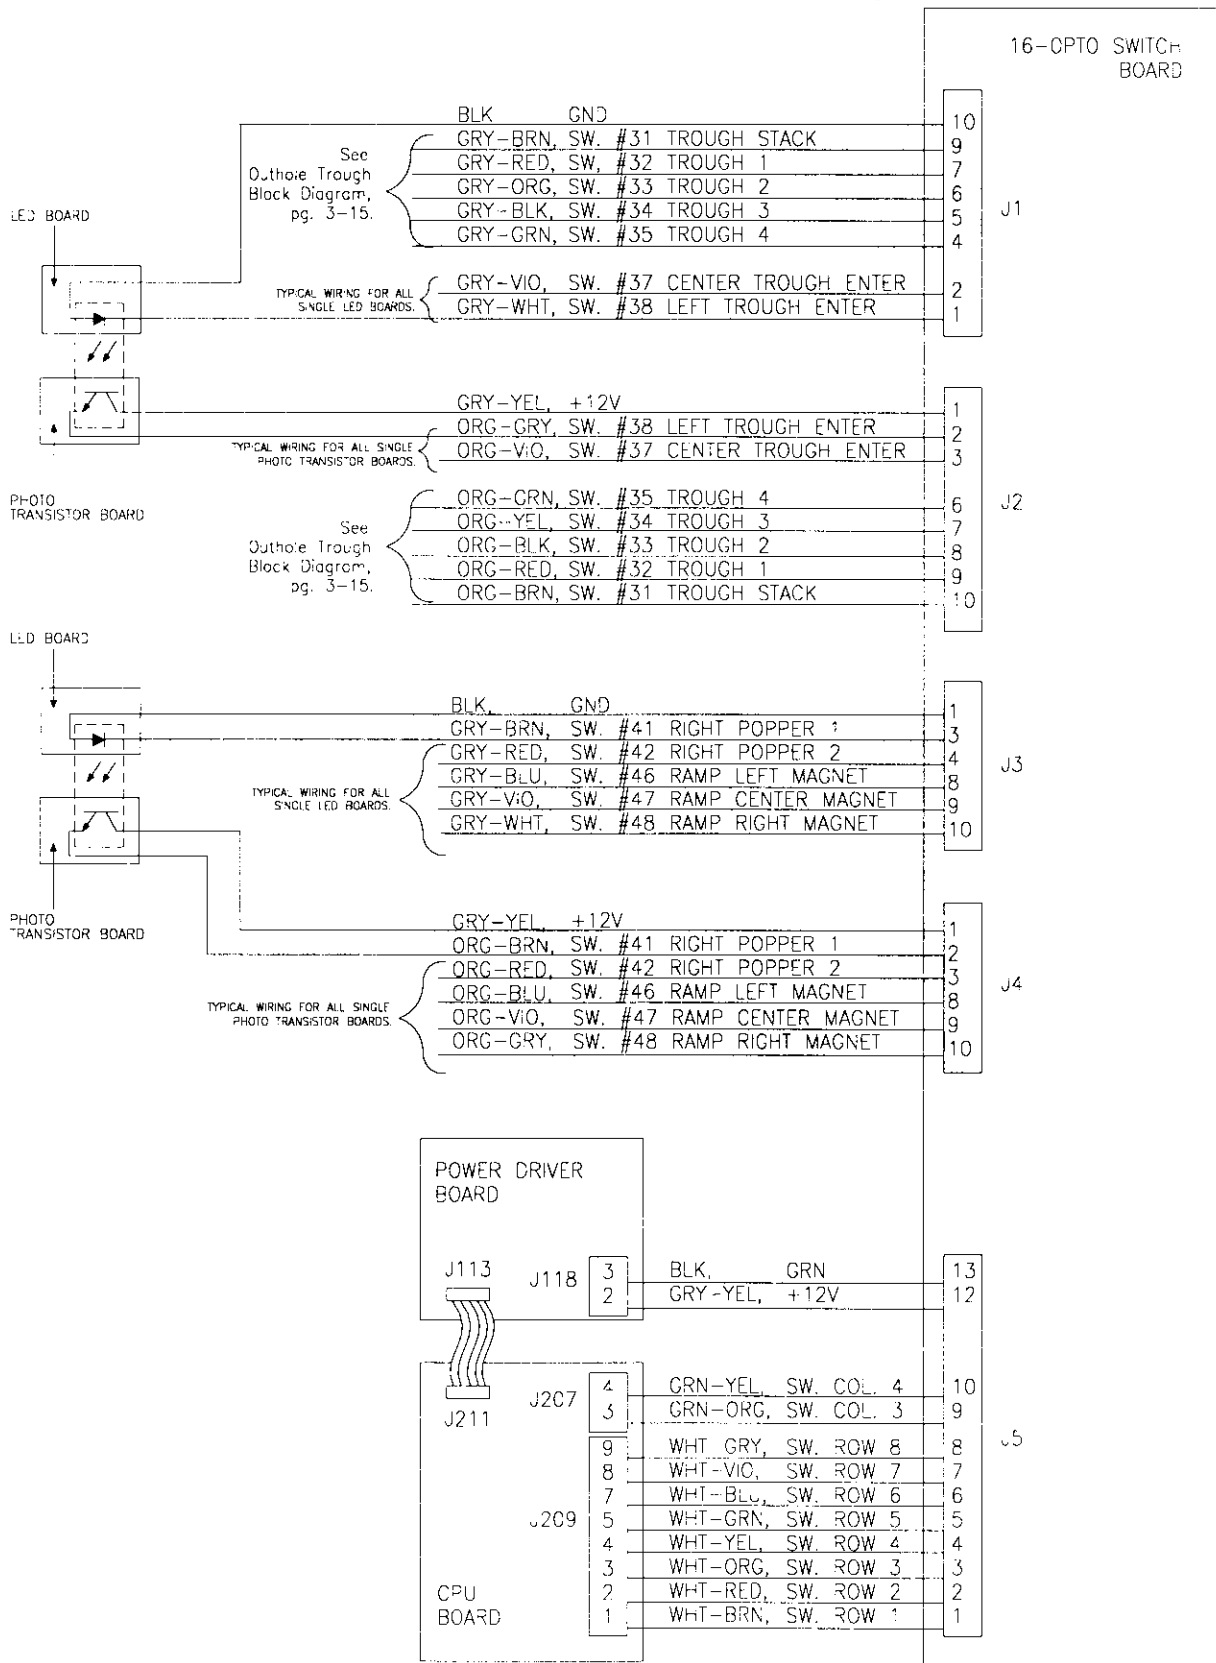 16-OPTO SWITCH
BOARD
BLK GND 10
GRY-BRN, SW. #31 TROUGH STACK 9
GRY-RED, SW, #32 TROUGH 1 7
GRY-ORG, SW. #33 TROUGH 2 6
GRY-BLK, SW. #34 TROUGH 3 5
GRY-GRN, SW. #35 TROUGH 4 4
See
Outhole Trough
Block Diagram,
pg. 3-15.
J1
LED BOARD
GRY-VIO, SW. #37 CENTER TROUGH ENTER 2
GRY-WHT, SW. #38 LEFT TROUGH ENTER 1
TYPICAL WIRING FOR ALL
SINGLE LED BOARDS.
GRY-YEL, +12V 1
ORG-GRY, SW. #38 LEFT TROUGH ENTER 2
ORG-VIO, SW. #37 CENTER TROUGH ENTER 3
TYPICAL WIRING FOR ALL SINGLE
PHOTO TRANSISTOR BOARDS.
PHOTO
TRANSISTOR BOARD
ORG-GRN, SW. #35 TROUGH 4 6
ORG-YEL, SW. #34 TROUGH 3 7
ORG-BLK, SW. #33 TROUGH 2 8
ORG-RED, SW. #32 TROUGH 1 9
ORG-BRN, SW. #31 TROUGH STACK 10
See
Outhole Trough
Block Diagram,
pg. 3-15.
J2
LED BOARD
BLK, GND 1
GRY-BRN, SW. #41 RIGHT POPPER 1 3
GRY-RED, SW. #42 RIGHT POPPER 2 4
GRY-BLU, SW. #46 RAMP LEFT MAGNET 8
GRY-VIO, SW. #47 RAMP CENTER MAGNET 9
GRY-WHT, SW. #48 RAMP RIGHT MAGNET 10
TYPICAL WIRING FOR ALL
SINGLE LED BOARDS.
J3
PHOTO
TRANSISTOR BOARD
GRY-YEL, +12V 1
ORG-BRN, SW. #41 RIGHT POPPER 1 2
ORG-RED, SW. #42 RIGHT POPPER 2 3
ORG-BLU, SW. #46 RAMP LEFT MAGNET 8
ORG-VIO, SW. #47 RAMP CENTER MAGNET 9
ORG-GRY, SW. #48 RAMP RIGHT MAGNET 10
TYPICAL WIRING FOR ALL SINGLE
PHOTO TRANSISTOR BOARDS.
J4
POWER DRIVER
BOARD
J113 J118
3 BLK, GRN 13
2 GRY-YEL, +12V 12
J211 J207
4 GRN-YEL, SW. COL. 4 10
3 GRN-ORG, SW. COL. 3 9
J5
9 WHT GRY, SW. ROW 8 8
8 WHT-VIO, SW. ROW 7 7
7 WHT-BLU, SW. ROW 6 6
J209 5 WHT-GRN, SW. ROW 5 5
4 WHT-YEL, SW. ROW 4 4
3 WHT-ORG, SW. ROW 3 3
2 WHT-RED, SW. ROW 2 2
1 WHT-BRN, SW. ROW 1 1
CPU
BOARD